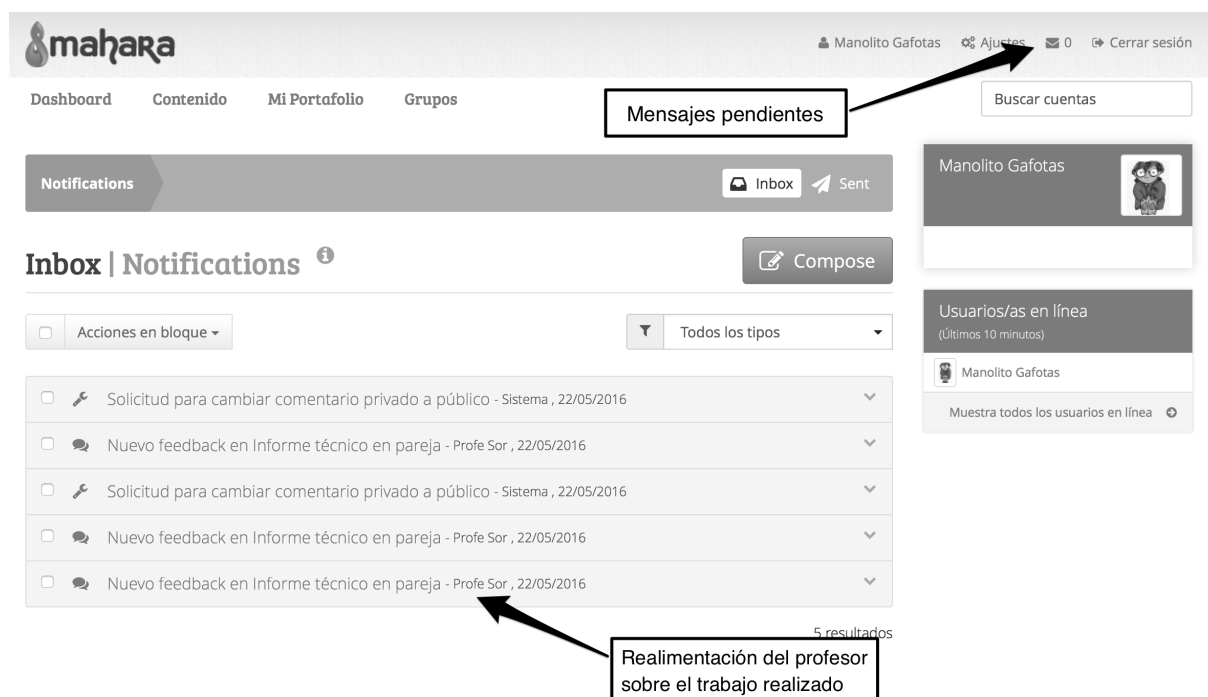 mahara
Manolito Gafotas Ajustes 0 Cerrar sesión
Dashboard Contenido Mi Portafolio Grupos
Mensajes pendientes
Buscar cuentas
Notifications
Inbox Sent
Manolito Gafotas
Inbox | Notifications
Compose
Acciones en bloque
Todos los tipos
Usuarios/as en línea
(Últimos 10 minutos)
Manolito Gafotas
Muestra todos los usuarios en línea
Solicitud para cambiar comentario privado a público - Sistema , 22/05/2016
Nuevo feedback en Informe técnico en pareja - Profe Sor , 22/05/2016
Solicitud para cambiar comentario privado a público - Sistema , 22/05/2016
Nuevo feedback en Informe técnico en pareja - Profe Sor , 22/05/2016
Nuevo feedback en Informe técnico en pareja - Profe Sor , 22/05/2016
5 resultados
Realimentación del profesor
sobre el trabajo realizado